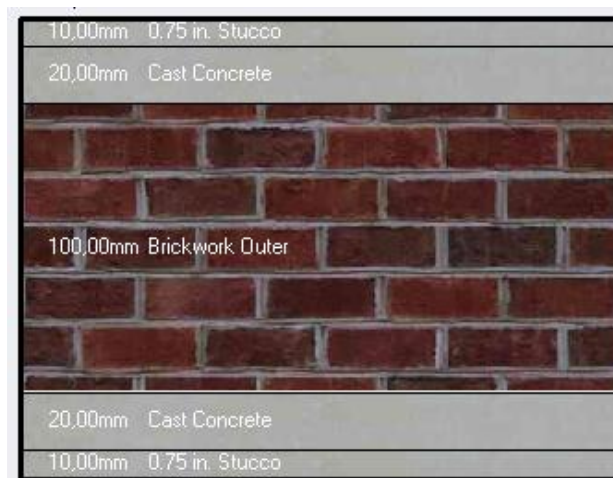 10,00mm 0.75 in. Stucco
20,00mm Cast Concrete
100,00mm Brickwork Outer
20,00mm Cast Concrete
10,00mm 0.75 in. Stucco